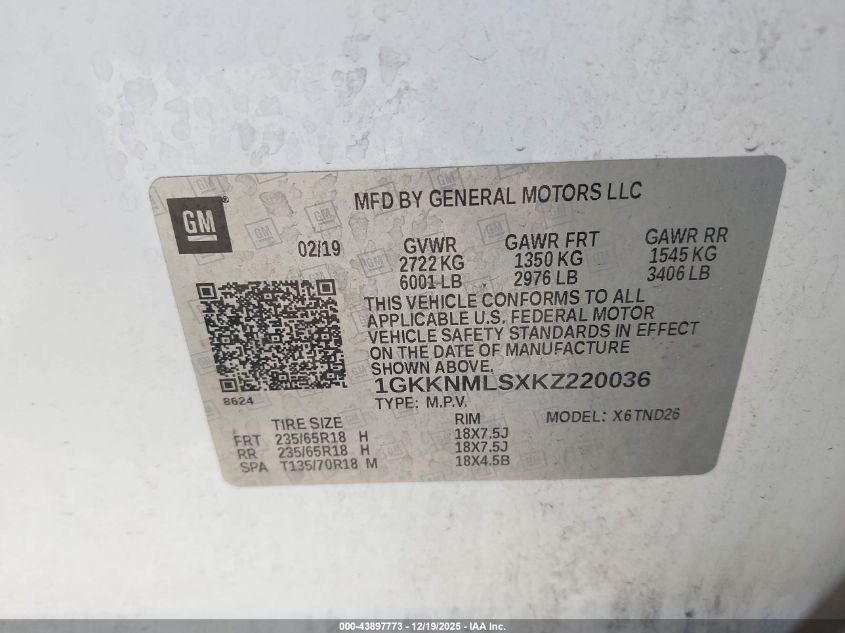 GM
MFD BY GENERAL MOTORS LLC
02/19
GVWR
2722 KG
6001 LB
GAWR FRT
1350 KG
2976 LB
GAWR RR
1545 KG
3406 LB
THIS VEHICLE CONFORMS TO ALL
APPLICABLE U.S. FEDERAL MOTOR
VEHICLE SAFETY STANDARDS IN EFFECT
ON THE DATE OF MANUFACTURE
SHOWN ABOVE.
8624
1GKKNMLSXKZ220036
TYPE: M.P.V.
MODEL: X6TND26
TIRE SIZE RIM
FRT 235/65R18 H 18X7.5J
RR 235/65R18 H 18X7.5J
SPA T135/70R18 M 18X4.5B
000-43897773 - 12/19/2025 - IAA Inc.